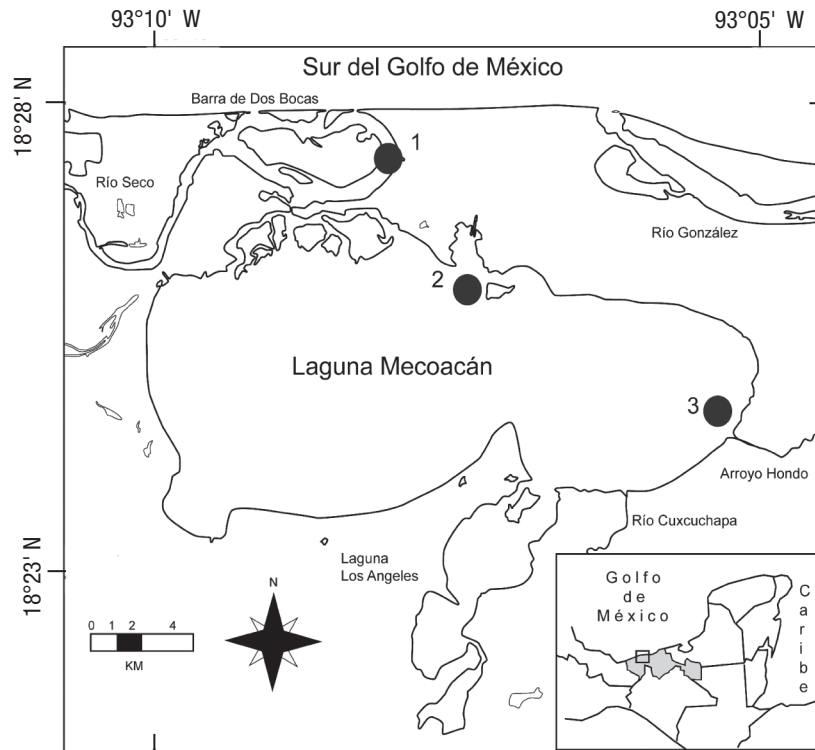 93°10' W
93°05' W
Sur del Golfo de México
18°28' N
Barra de Dos Bocas
1
Río Seco
Río González
2
Laguna Mecoacán
3
Arroyo Hondo
Río Cuxcuchapa
18°23' N
Laguna
Los Angeles
N
0 1 2 4
KM
Golfo
de
México
Caribe